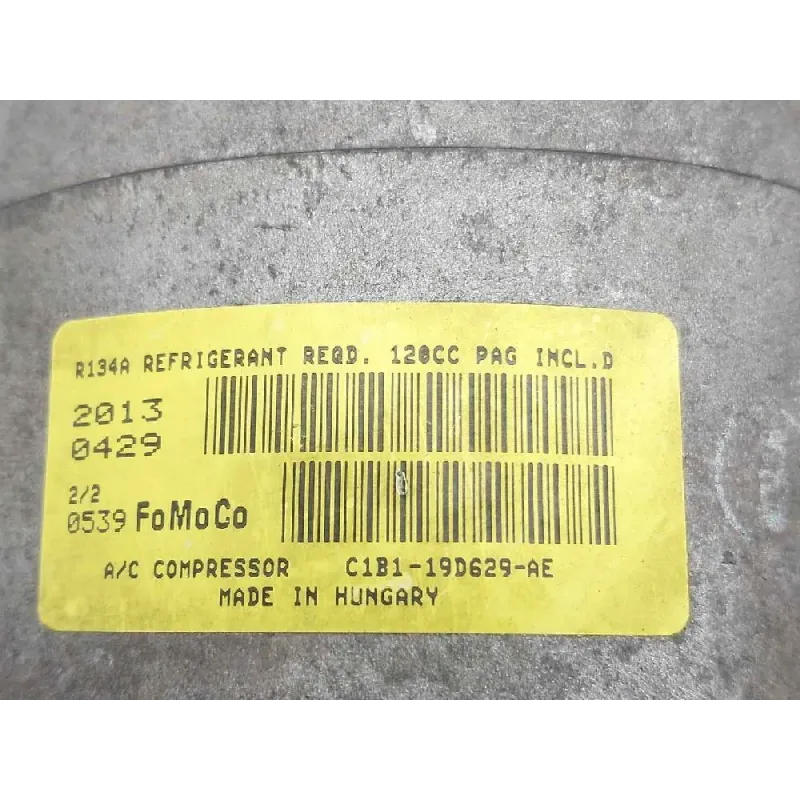 R134A REFRIGERANT REQD. 120CC PAG INCL.D
2013
0429
2/2
0539 FoMoCo
A/C COMPRESSOR C1B1-19D629-AE
MADE IN HUNGARY